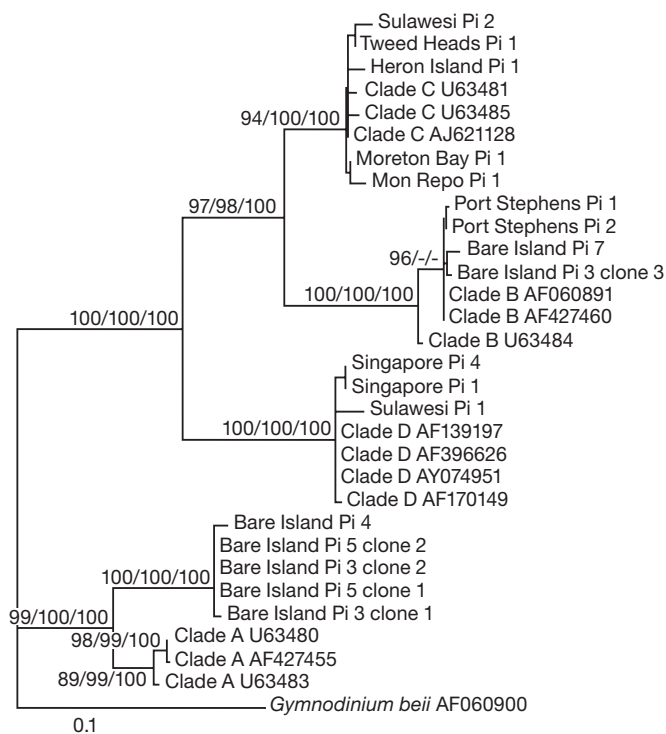 Sulawesi Pi 2
Tweed Heads Pi 1
Heron Island Pi 1
Clade C U63481
Clade C U63485
94/100/100
Clade C AJ621128
Moreton Bay Pi 1
Mon Repo Pi 1
97/98/100
Port Stephens Pi 1
Port Stephens Pi 2
Bare Island Pi 7
96/-/-
Bare Island Pi 3 clone 3
Clade B AF060891
100/100/100
Clade B AF427460
100/100/100
Clade B U63484
Singapore Pi 4
Singapore Pi 1
Sulawesi Pi 1
100/100/100
Clade D AF139197
Clade D AF396626
Clade D AY074951
Clade D AF170149
Bare Island Pi 4
Bare Island Pi 5 clone 2
Bare Island Pi 3 clone 2
100/100/100
Bare Island Pi 5 clone 1
Bare Island Pi 3 clone 1
99/100/100
98/99/100
Clade A U63480
Clade A AF427455
89/99/100
Clade A U63483
Gymnodinium beii AF060900
0.1